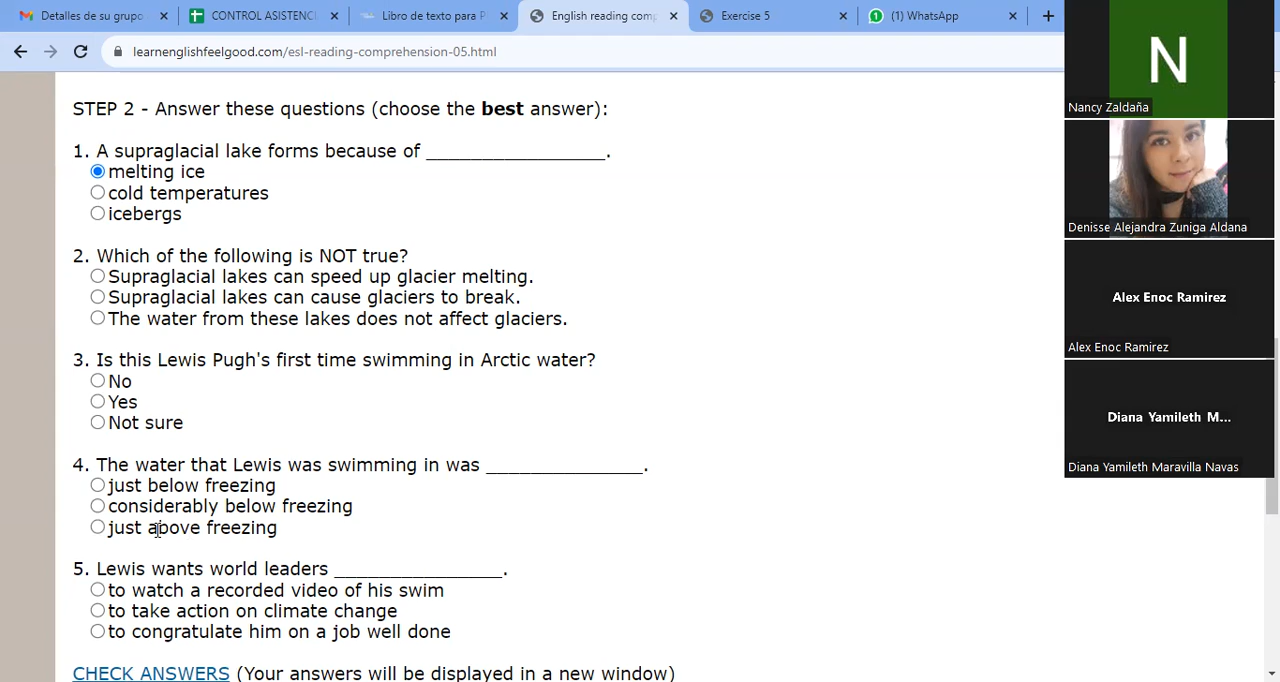 Detalles de su grupo
CONTROL ASISTENCI
Libro de texto para P
English reading comp
Exercise 5
(1) WhatsApp
learnenglishfeelgood.com/esl-reading-comprehension-05.html
STEP 2 - Answer these questions (choose the best answer):
1. A supraglacial lake forms because of ________________.
melting ice
cold temperatures
icebergs
2. Which of the following is NOT true?
Supraglacial lakes can speed up glacier melting.
Supraglacial lakes can cause glaciers to break.
The water from these lakes does not affect glaciers.
3. Is this Lewis Pugh's first time swimming in Arctic water?
No
Yes
Not sure
4. The water that Lewis was swimming in was ______________.
just below freezing
considerably below freezing
just above freezing
5. Lewis wants world leaders _______________.
to watch a recorded video of his swim
to take action on climate change
to congratulate him on a job well done
CHECK ANSWERS (Your answers will be displayed in a new window)
N
Nancy Zaldaña
Denisse Alejandra Zuniga Aldana
Alex Enoc Ramirez
Alex Enoc Ramirez
Diana Yamileth M...
Diana Yamileth Maravilla Navas